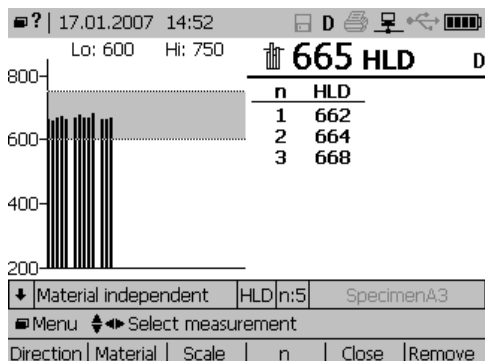 ? 17.01.2007 14:52 D
Lo: 600 Hi: 750
665 HLD D
n HLD
1 662
2 664
3 668
800
600
400
200
Material independent HLD n:5 SpecimenA3
Menu Select measurement
Direction Material Scale n Close Remove